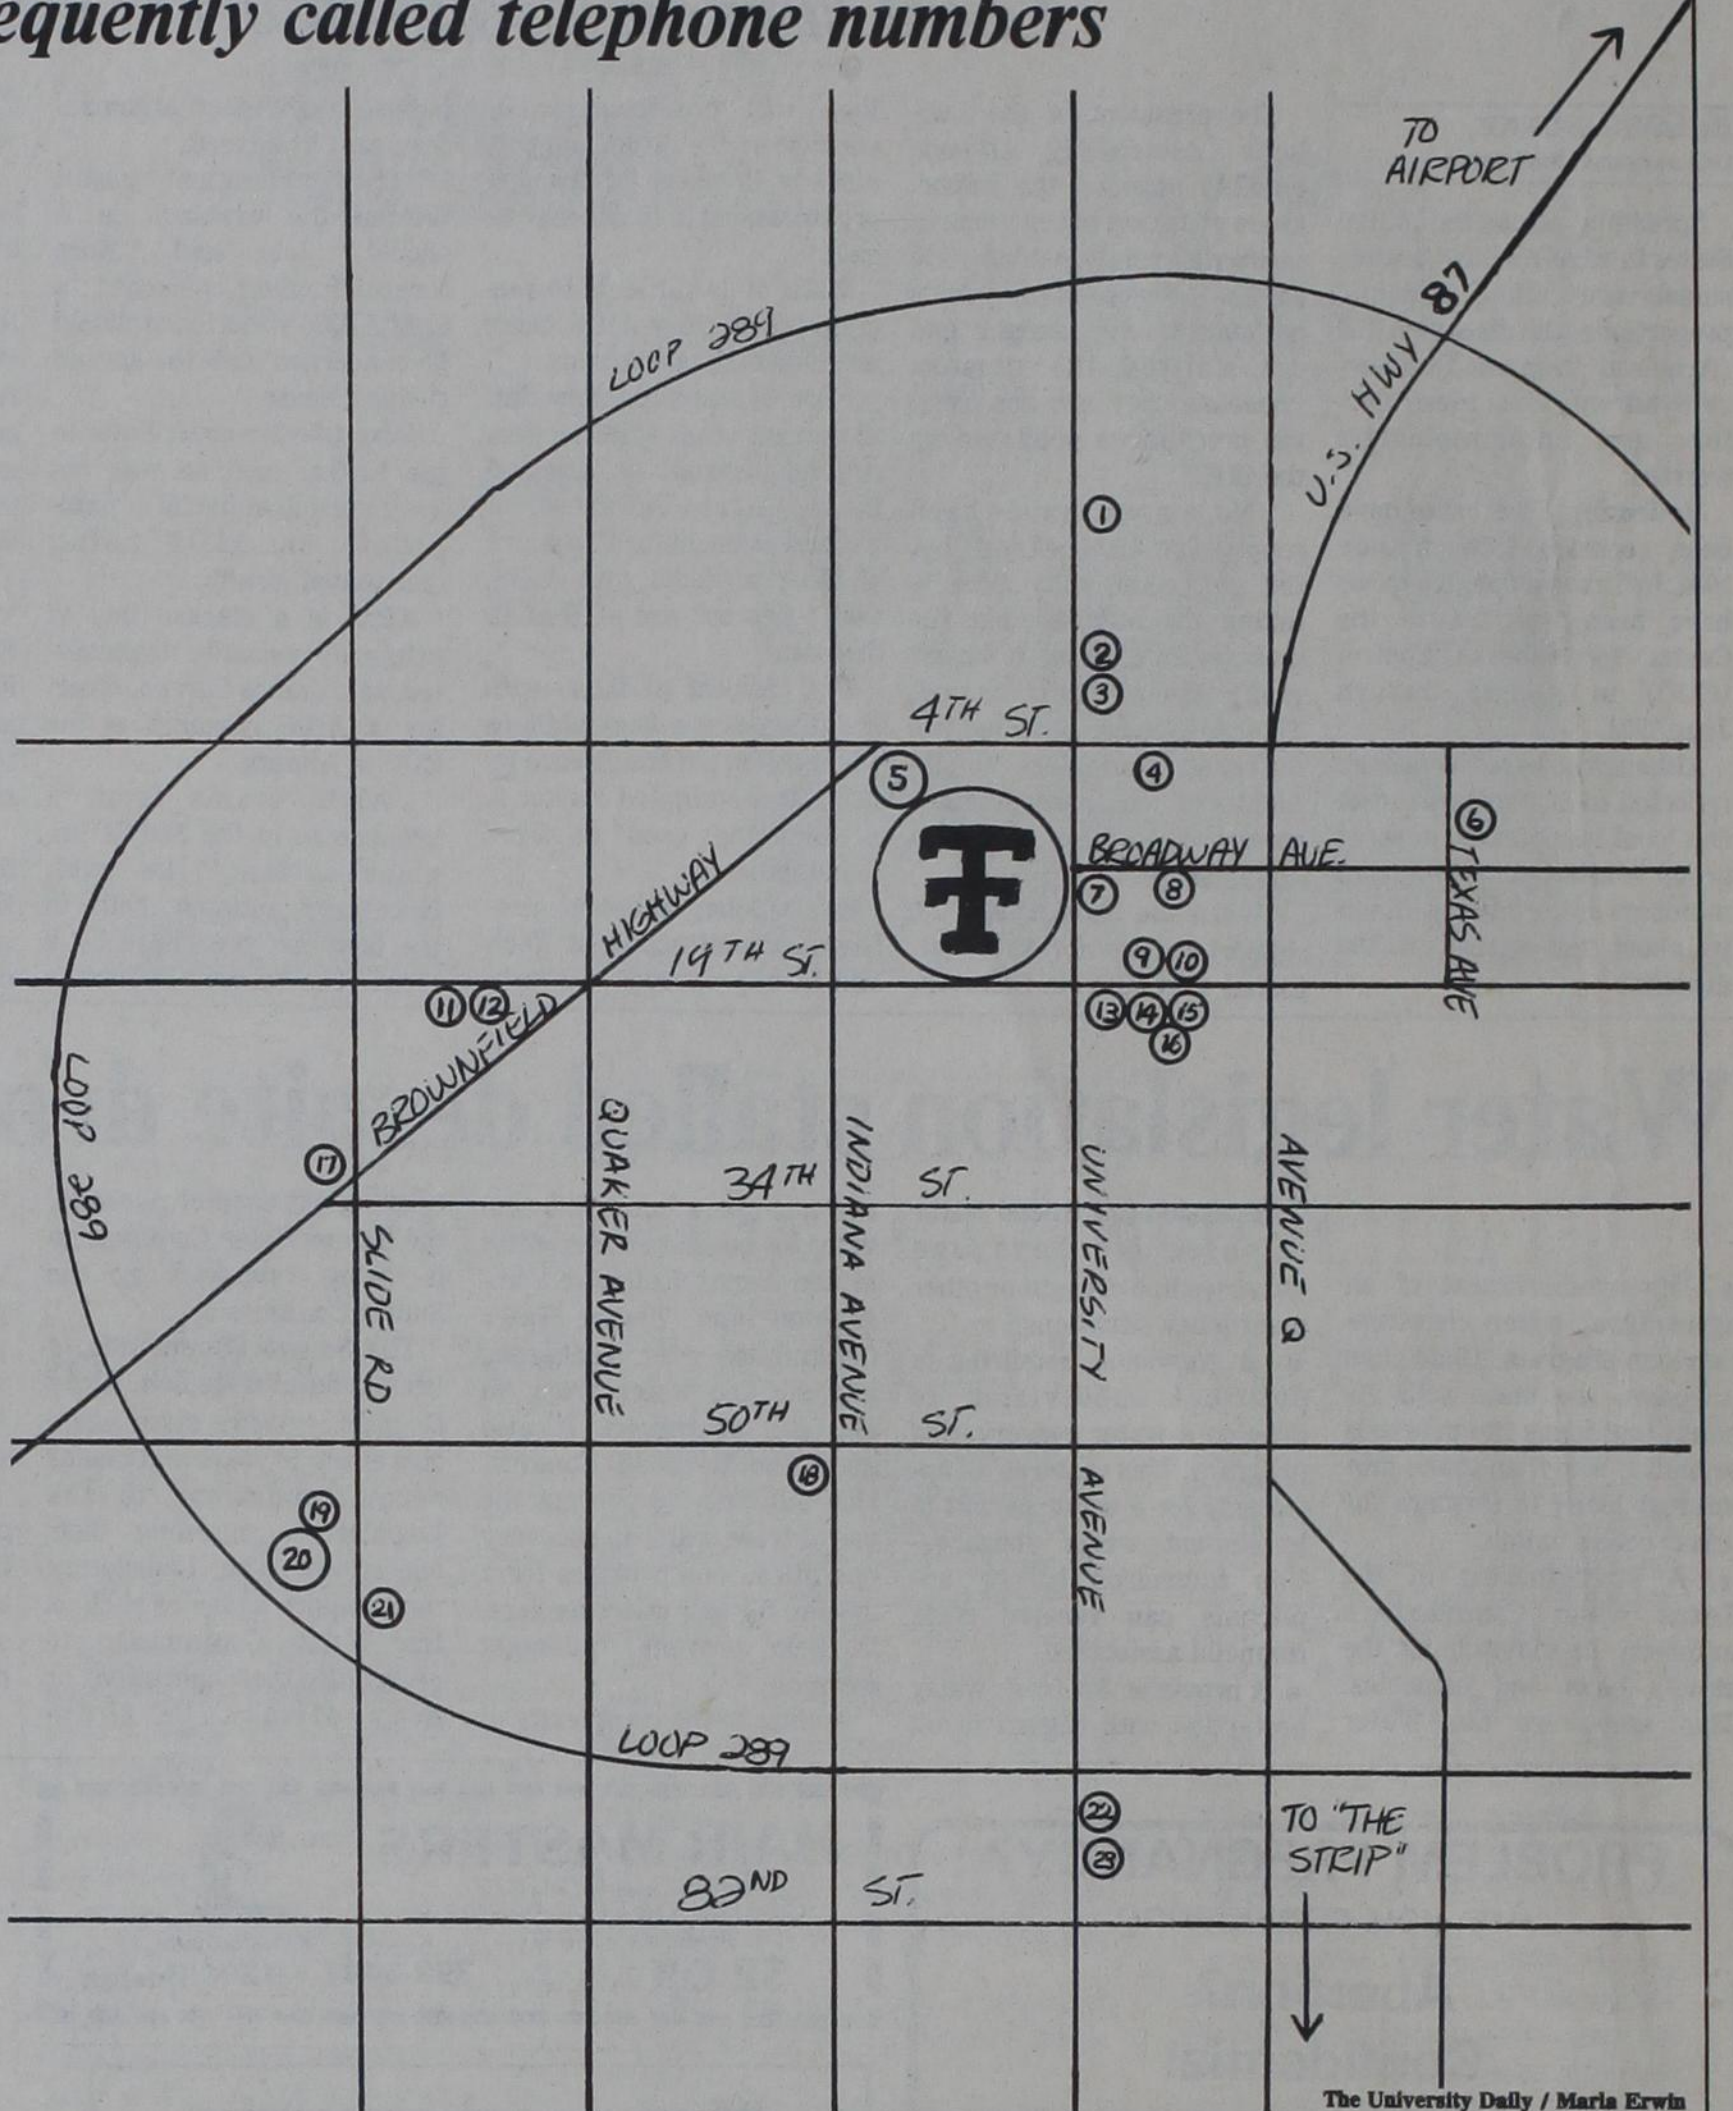 equently called telephone numbers
TO
AIRPORT
U.S. HWY 87
LOOP 289
1
2
3
4TH ST.
4
5
6
BROADWAY AVE.
7
8
TEXAS AVE
HIGHWAY
19TH ST.
9
10
11
12
BROWNFIELD
13
14
15
16
LOOP 289
17
34TH ST.
SLIDE RD
QUAKER AVENUE
INDIANA AVENUE
UNIVERSITY AVENUE
AVENUE Q
50TH ST.
18
19
20
21
LOOP 289
22
23
TO "THE
STRIP"
82ND ST.
The University Daily / Marla Erwin